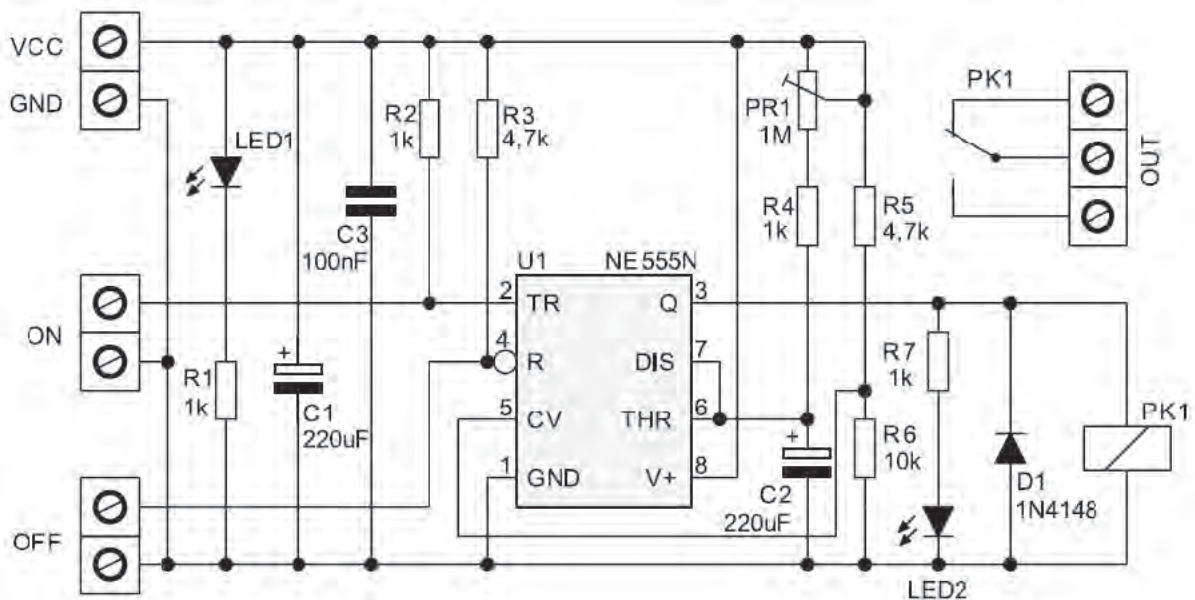 VCC
GND
ON
OFF
LED1
R1
1k
C1
220uF
+
C3
100nF
R2
1k
R3
4,7k
U1 NE555N
2 TR Q 3
4 R DIS 7
5 CV THR 6
1 GND V+ 8
PR1
1M
R4
1k
R5
4,7k
C2
220uF
+
R6
10k
R7
1k
LED2
D1
1N4148
PK1
PK1
OUT